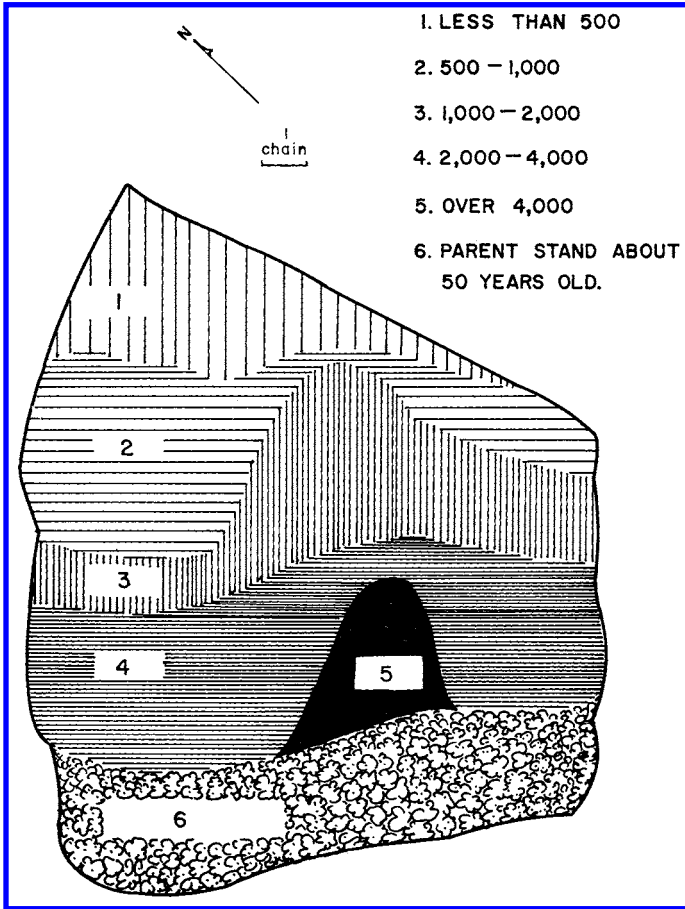 N
1. LESS THAN 500
2. 500 – 1,000
1
chain
3. 1,000 – 2,000
4. 2,000 – 4,000
5. OVER 4,000
6. PARENT STAND ABOUT
50 YEARS OLD.
1
2
3
4
5
6